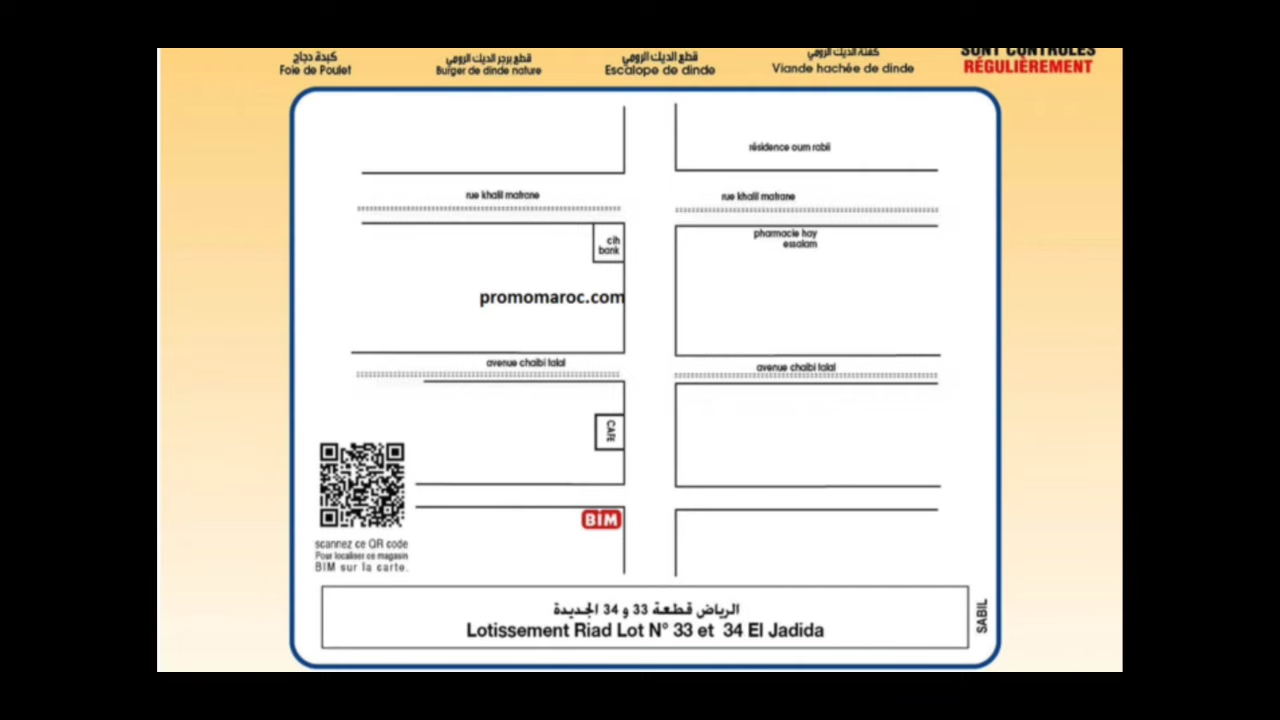 كبدة دجاج
Foie de Poulet
قطع برجر الديك الرومي
Burger de dinde nature
قطع الديك الرومي
Escalope de dinde
كفتة الديك الرومي
Viande hachée de dinde
SONT CONTRÔLÉS
RÉGULIÈREMENT
résidence oum rabii
rue khalil matrane
rue khalil matrane
cih
bank
pharmacie hay
essalam
promomaroc.com
avenue chaibi talal
avenue chaibi talal
CAFE
BİM
scannez ce QR code
Pour localiser ce magasin
BIM sur la carte.
الرياض قطعة 33 و 34 الجديدة
Lotissement Riad Lot N° 33 et 34 El Jadida
SABIL